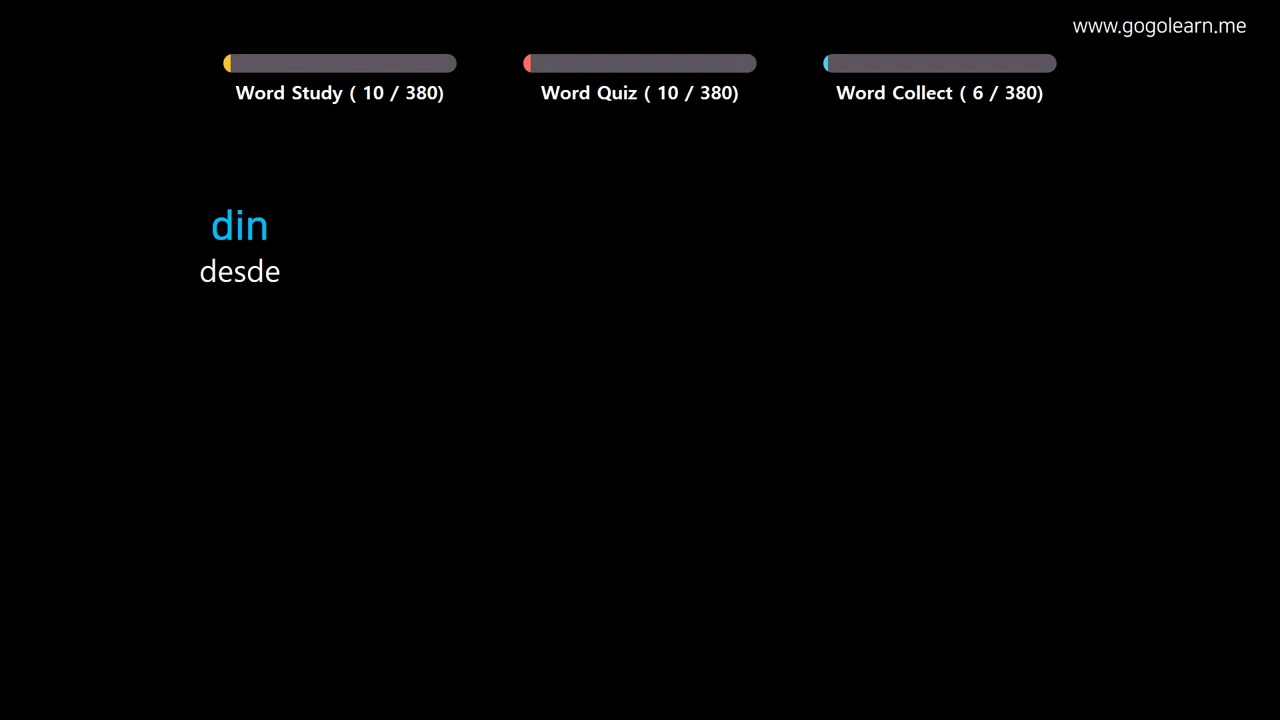 www.gogolearn.me
Word Study ( 10 / 380)
Word Quiz ( 10 / 380)
Word Collect ( 6 / 380)
din
desde